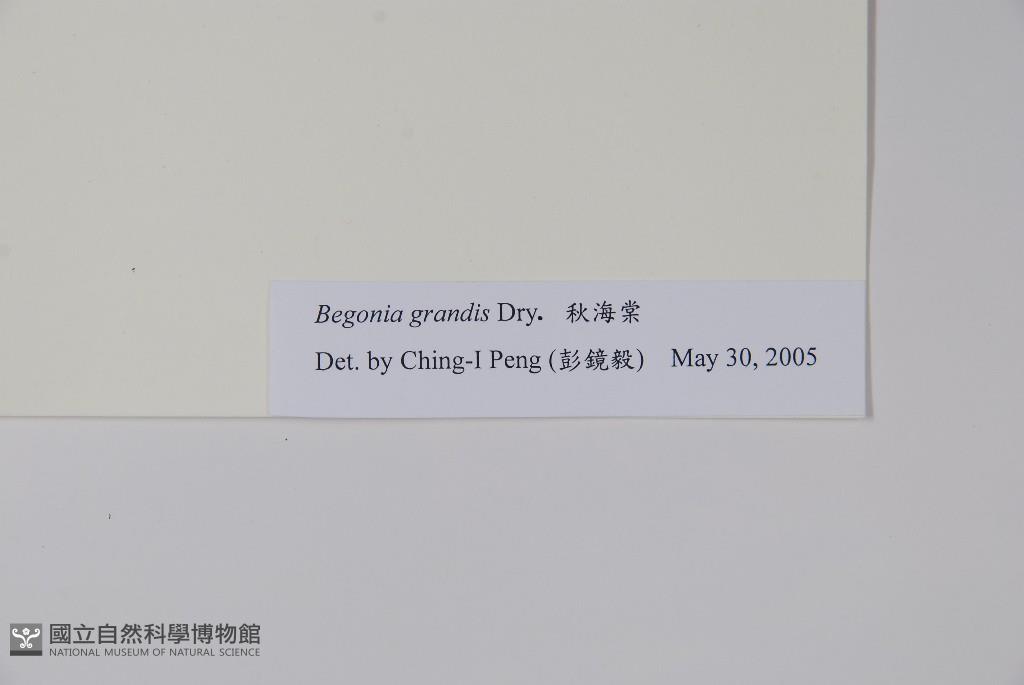 Begonia grandis Dry. 秋海棠
Det. by Ching-I Peng (彭鏡毅) May 30, 2005
國立自然科學博物館
NATIONAL MUSEUM OF NATURAL SCIENCE